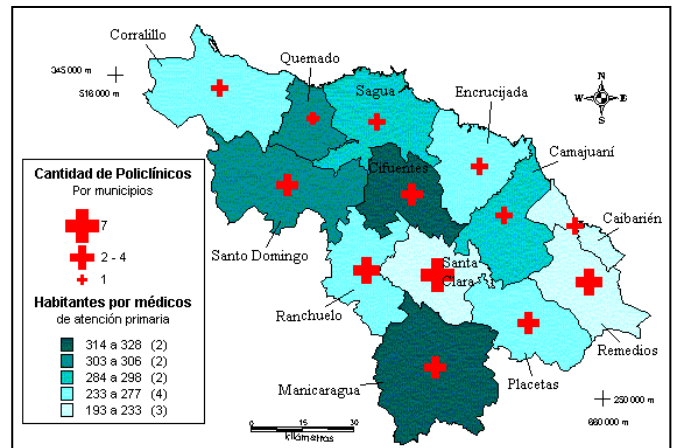 Corralillo
Quemado
345 000 m
516 000 m
Sagua
Encrucijada
N
W E
S
Camajuaní
Cifuentes
Caibarién
Cantidad de Policlínicos
Por municipios
7
2 - 4
1
Santo Domingo
Santa
Clara
Ranchuelo
Remedios
Placetas
Manicaragua
Habitantes por médicos
de atención primaria
314 a 328 (2)
303 a 306 (2)
284 a 298 (2)
233 a 277 (4)
193 a 233 (3)
0 15 30
kilómetros
250 000 m
660 000 m